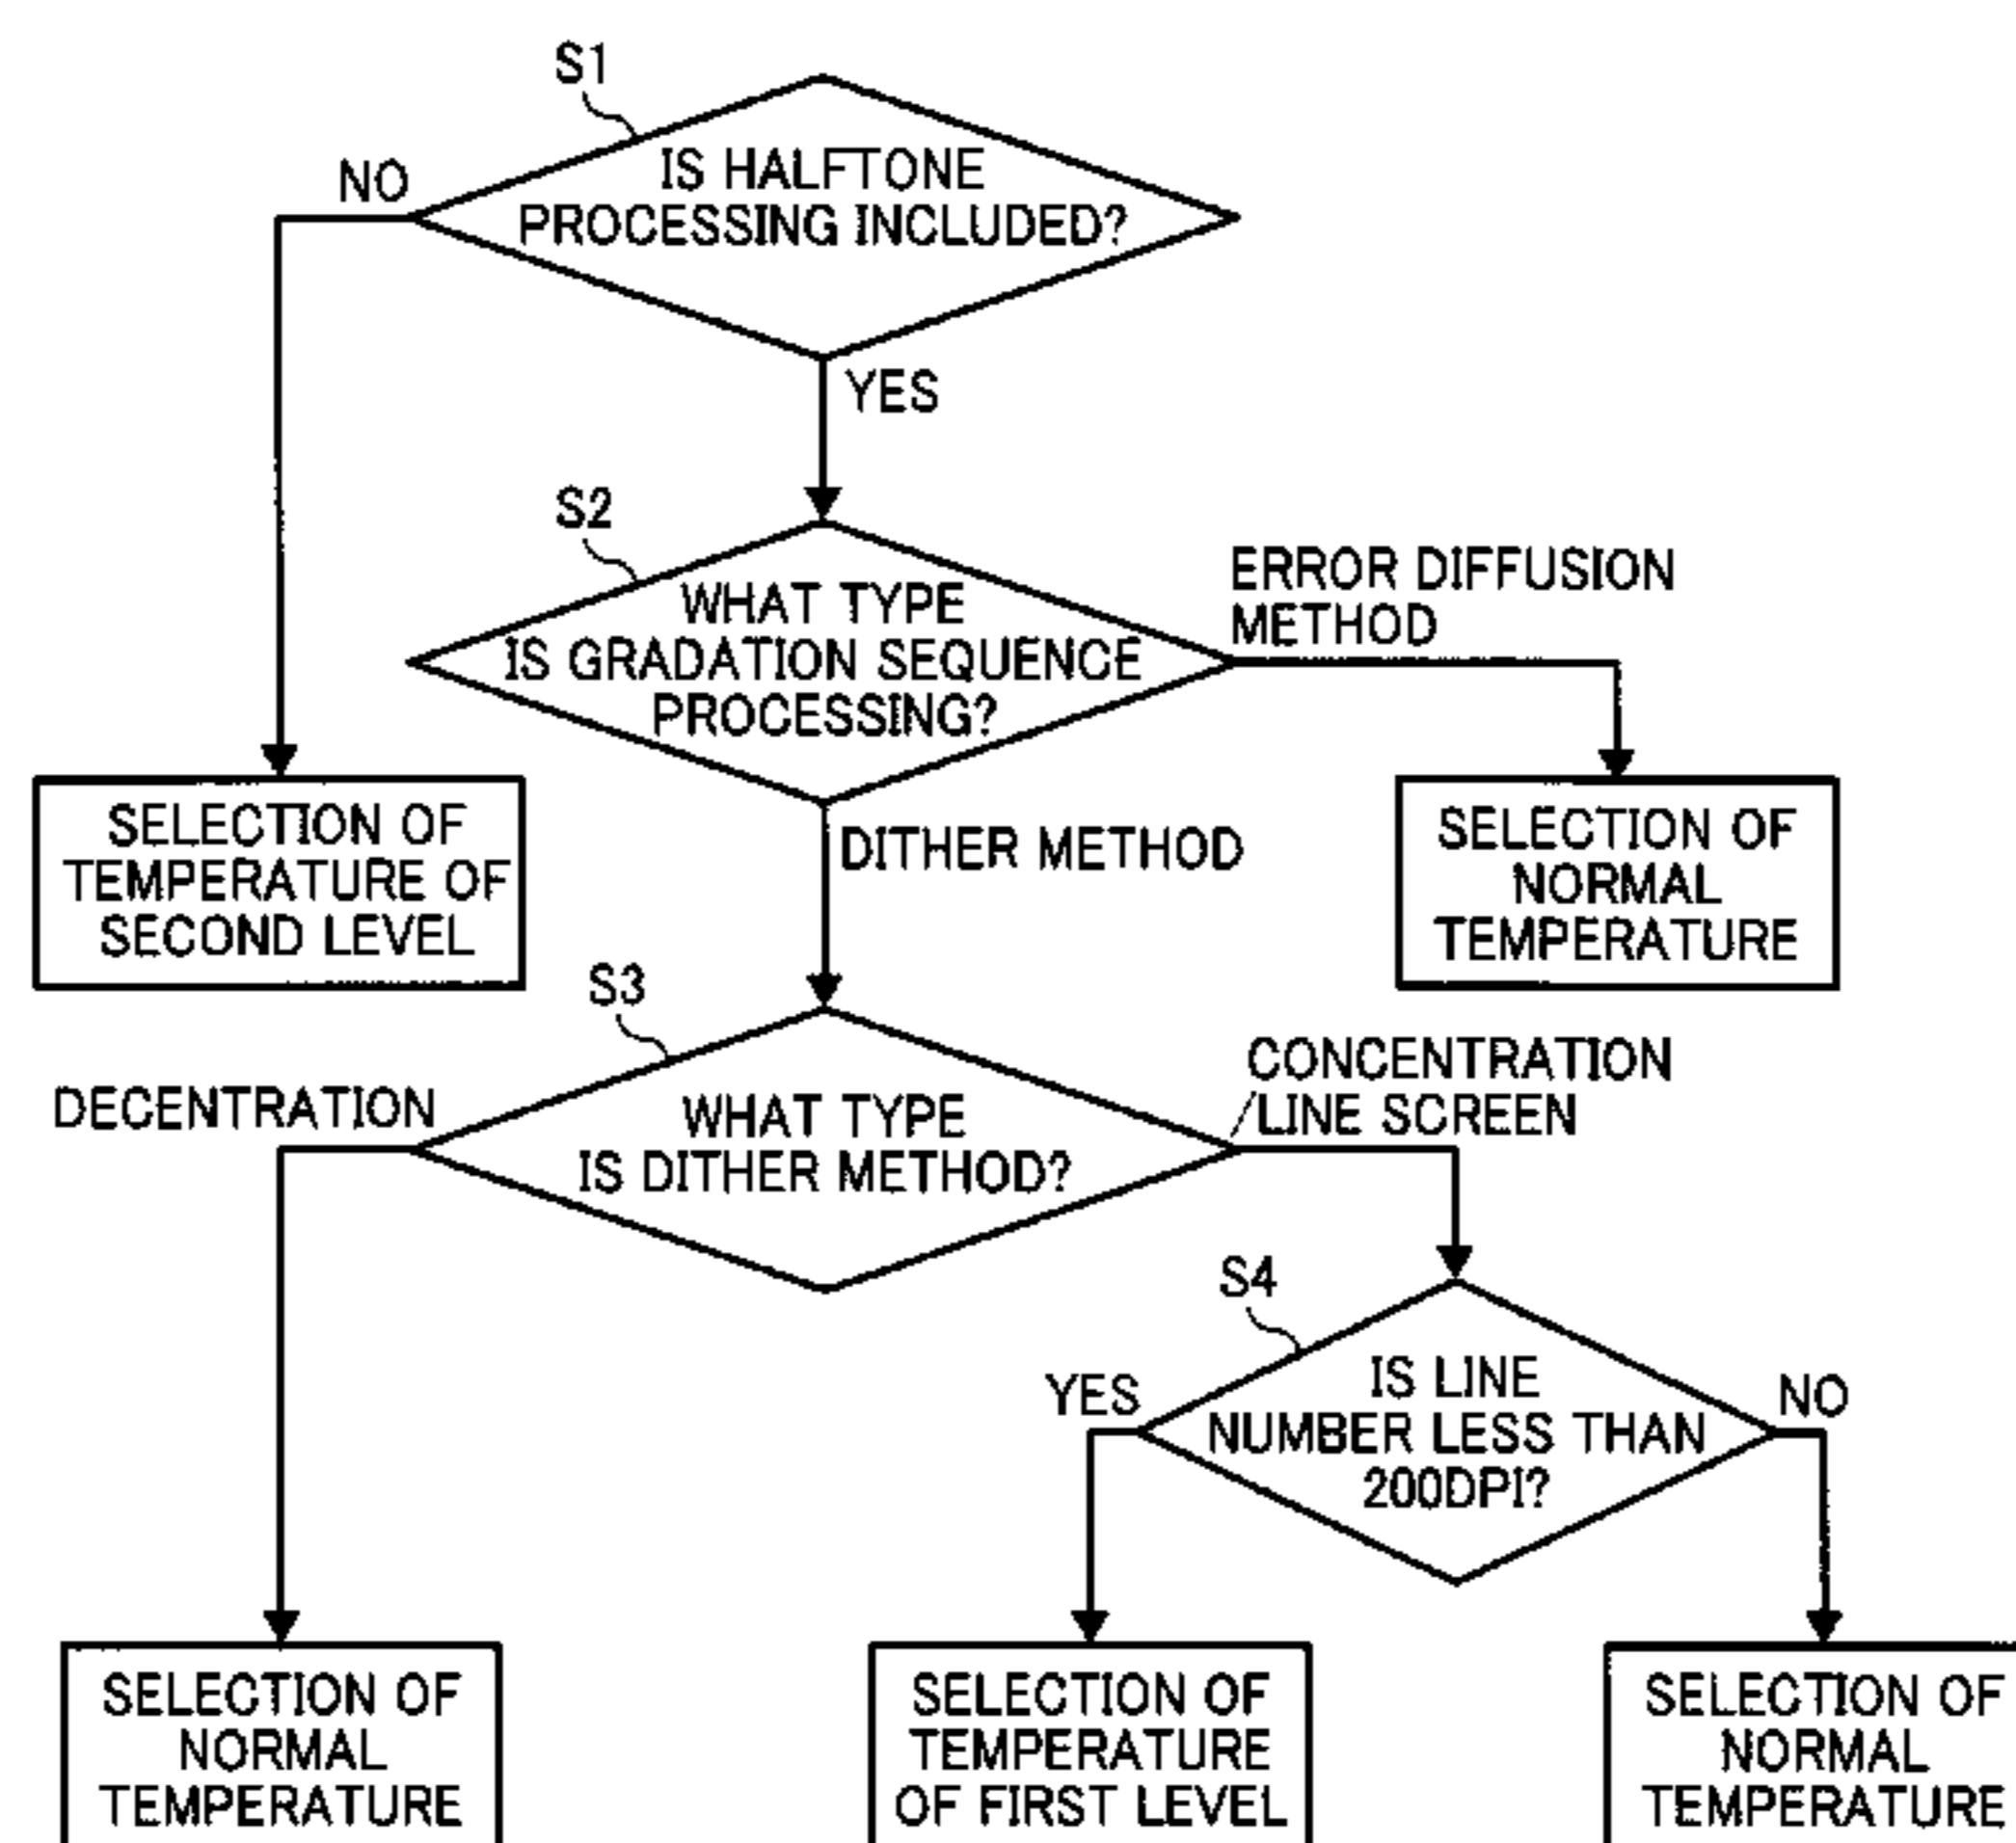 S1
NO
IS HALFTONE
PROCESSING INCLUDED?
YES
S2
WHAT TYPE
IS GRADATION SEQUENCE
PROCESSING?
ERROR DIFFUSION
METHOD
SELECTION OF
TEMPERATURE OF
SECOND LEVEL
DITHER METHOD
SELECTION OF
NORMAL
TEMPERATURE
S3
DECENTRATION
WHAT TYPE
IS DITHER METHOD?
CONCENTRATION
/LINE SCREEN
S4
YES
IS LINE
NUMBER LESS THAN
200DPI?
NO
SELECTION OF
NORMAL
TEMPERATURE
SELECTION OF
TEMPERATURE
OF FIRST LEVEL
SELECTION OF
NORMAL
TEMPERATURE